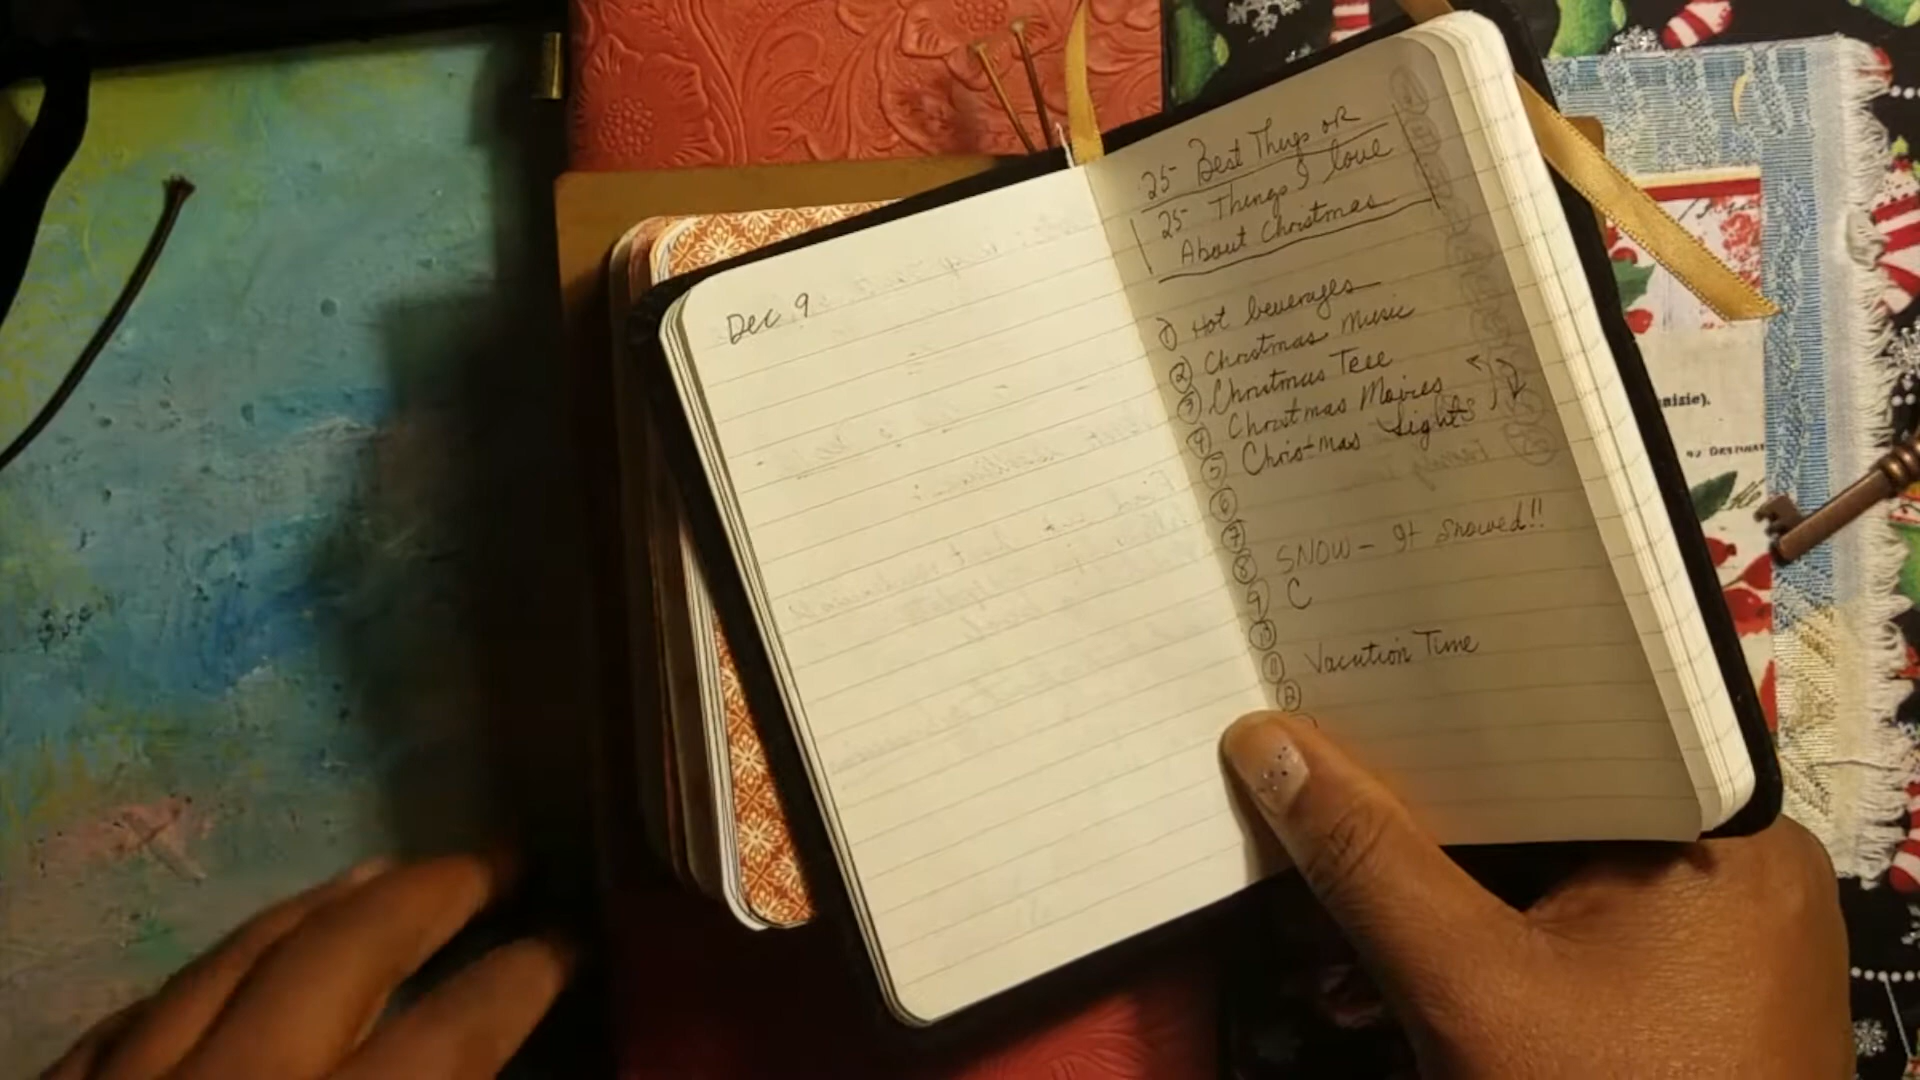 Dec 9
25 Best Things or
25 Things I love
About Christmas
① Hot beverages
② Christmas Music
③ Christmas Tree
④ Christmas Movies
⑤ Christmas Lights
⑥
⑦
⑧ SNOW - It Snowed!!
⑨ C
⑩
⑪ Vacation Time
⑫